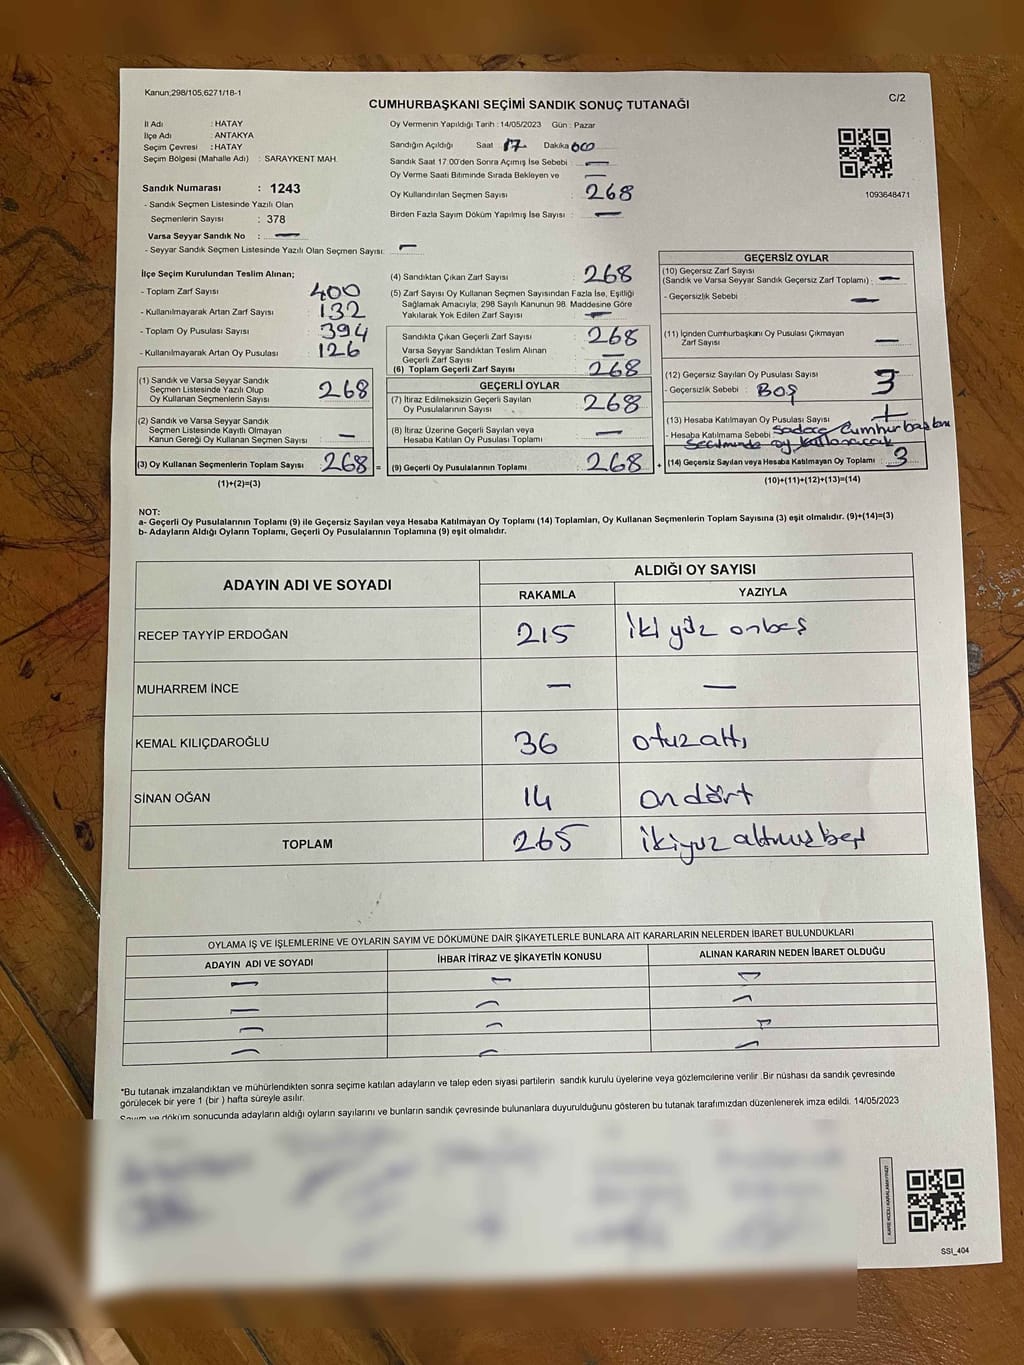 Kanun;298/105,6271/18-1
C/2
CUMHURBAŞKANI SEÇİMİ SANDIK SONUÇ TUTANAĞI
İl Adı : HATAY
İlçe Adı : ANTAKYA
Seçim Çevresi : HATAY
Seçim Bölgesi (Mahalle Adı) : SARAYKENT MAH.
Sandık Numarası : 1243
- Sandık Seçmen Listesinde Yazılı Olan
Seçmenlerin Sayısı : 378
Varsa Seyyar Sandık No : —
- Seyyar Sandık Seçmen Listesinde Yazılı Olan Seçmen Sayısı: —
Oy Vermenin Yapıldığı Tarih : 14/05/2023 Gün : Pazar
Sandığın Açıldığı Saat 17 Dakika 00
Sandık Saat 17:00'den Sonra Açımış İse Sebebi : —
Oy Verme Saati Bitiminde Sırada Bekleyen ve —
Oy Kullandırılan Seçmen Sayısı : 268
Birden Fazla Sayım Döküm Yapılmış İse Sayısı : —
1093648471
İlçe Seçim Kurulundan Teslim Alınan;
- Toplam Zarf Sayısı 400
- Kullanılmayarak Artan Zarf Sayısı 132
- Toplam Oy Pusulası Sayısı 394
- Kullanılmayarak Artan Oy Pusulası 126
(1) Sandık ve Varsa Seyyar Sandık
Seçmen Listesinde Yazılı Olup
Oy Kullanan Seçmenlerin Sayısı 268
(2) Sandık ve Varsa Seyyar Sandık
Seçmen Listesinde Kayıtlı Olmayan
Kanun Gereği Oy Kullanan Seçmen Sayısı —
(3) Oy Kullanan Seçmenlerin Toplam Sayısı 268 =
(1)+(2)=(3)
(4) Sandıktan Çıkan Zarf Sayısı : 268
(5) Zarf Sayısı Oy Kullanan Seçmen Sayısından Fazla İse, Eşitliği
Sağlamak Amacıyla, 298 Sayılı Kanunun 98. Maddesine Göre
Yakılarak Yok Edilen Zarf Sayısı : —
Sandıkta Çıkan Geçerli Zarf Sayısı : 268
Varsa Seyyar Sandıktan Teslim Alınan
Geçerli Zarf Sayısı —
(6) Toplam Geçerli Zarf Sayısı : 268
GEÇERLİ OYLAR
(7) İtiraz Edilmeksizin Geçerli Sayılan
Oy Pusulalarının Sayısı : 268
(8) İtiraz Üzerine Geçerli Sayılan veya
Hesaba Katılan Oy Pusulası Toplamı : —
(9) Geçerli Oy Pusulalarının Toplamı : 268 +
GEÇERSİZ OYLAR
(10) Geçersiz Zarf Sayısı
(Sandık ve Varsa Seyyar Sandık Geçersiz Zarf Toplamı) : —
- Geçersizlik Sebebi : —
(11) İçinden Cumhurbaşkanı Oy Pusulası Çıkmayan
Zarf Sayısı : —
(12) Geçersiz Sayılan Oy Pusulası Sayısı : 3
- Geçersizlik Sebebi : BOŞ
(13) Hesaba Katılmayan Oy Pusulası Sayısı :
- Hesaba Katılmama Sebebi : sadece Cumhurbaşkanı
seçiminde oy kullanacak
(14) Geçersiz Sayılan veya Hesaba Katılmayan Oy Toplamı : 3
(10)+(11)+(12)+(13)=(14)
NOT:
a- Geçerli Oy Pusulalarının Toplamı (9) ile Geçersiz Sayılan veya Hesaba Katılmayan Oy Toplamı (14) Toplamları, Oy Kullanan Seçmenlerin Toplam Sayısına (3) eşit olmalıdır. (9)+(14)=(3)
b- Adayların Aldığı Oyların Toplamı, Geçerli Oy Pusulalarının Toplamına (9) eşit olmalıdır.
ADAYIN ADI VE SOYADI
ALDIĞI OY SAYISI
RAKAMLA YAZIYLA
RECEP TAYYİP ERDOĞAN 215 iki yüz onbeş
MUHARREM İNCE — —
KEMAL KILIÇDAROĞLU 36 otuzaltı
SİNAN OĞAN 14 on dört
TOPLAM 265 ikiyuz altmışbeş
OYLAMA İŞ VE İŞLEMLERİNE VE OYLARIN SAYIM VE DÖKÜMÜNE DAİR ŞİKAYETLERLE BUNLARA AİT KARARLARIN NELERDEN İBARET BULUNDUKLARI
ADAYIN ADI VE SOYADI İHBAR İTİRAZ VE ŞİKAYETİN KONUSU ALINAN KARARIN NEDEN İBARET OLDUĞU
*Bu tutanak imzalandıktan ve mühürlendikten sonra seçime katılan adayların ve talep eden siyasi partilerin sandık kurulu üyelerine veya gözlemcilerine verilir .Bir nüshası da sandık çevresinde
görülecek bir yere 1 (bir ) hafta süreyle asılır.
Sayım ve döküm sonucunda adayların aldığı oyların sayılarını ve bunların sandık çevresinde bulunanlara duyurulduğunu gösteren bu tutanak tarafımızdan düzenlenerek imza edildi. 14/05/2023
SSI_404